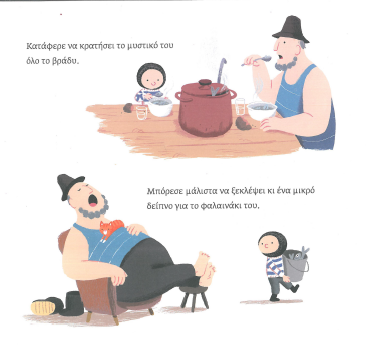 Κατάφερε να κρατήσει το μυστικό του
όλο το βράδυ.
Μπόρεσε μάλιστα να ξεκλέψει κι ένα μικρό
δείπνο για το φαλαινάκι του.